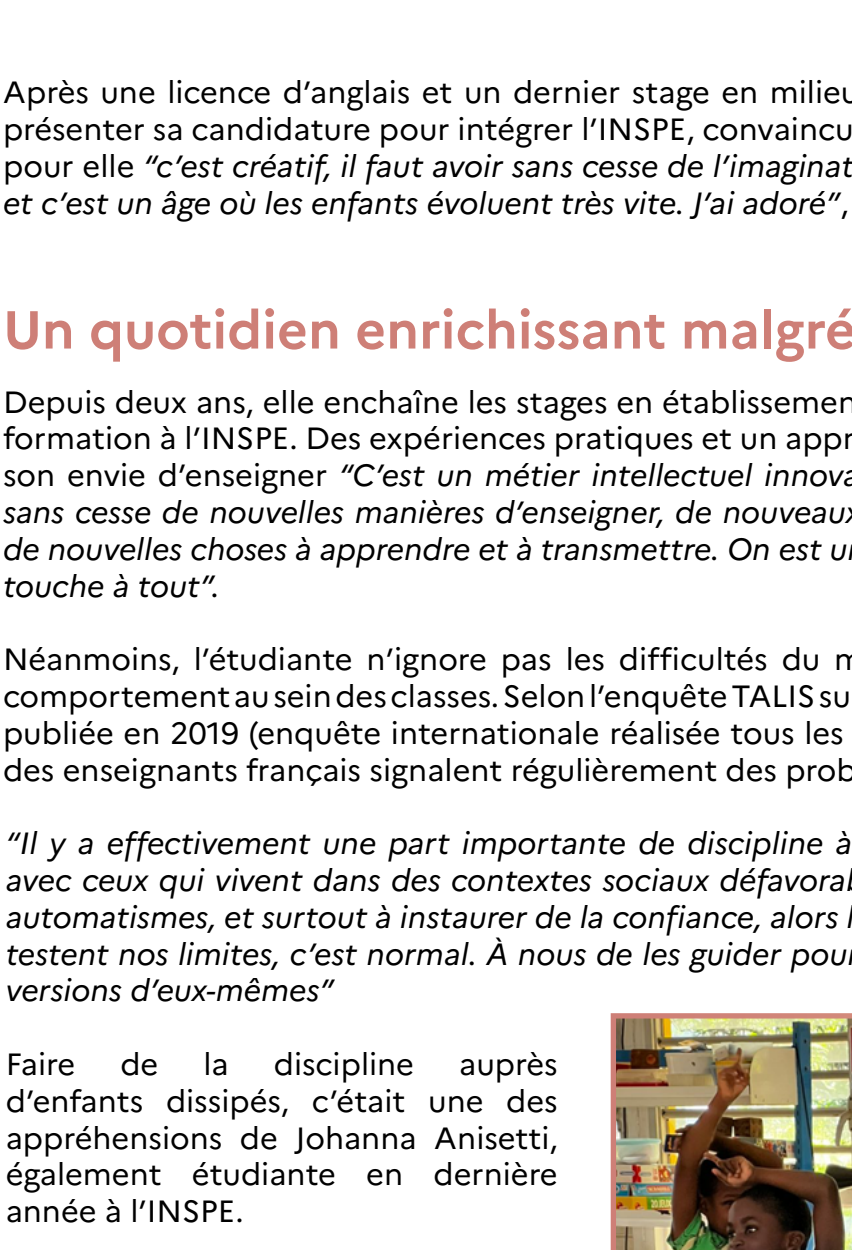 Après une licence d’anglais et un dernier stage en milieu
présenter sa candidature pour intégrer l’INSPE, convaincu
pour elle “c’est créatif, il faut avoir sans cesse de l’imaginat
et c’est un âge où les enfants évoluent très vite. J’ai adoré”,
Un quotidien enrichissant malgré
Depuis deux ans, elle enchaîne les stages en établissemen
formation à l’INSPE. Des expériences pratiques et un appr
son envie d’enseigner “C’est un métier intellectuel innova
sans cesse de nouvelles manières d’enseigner, de nouveaux
de nouvelles choses à apprendre et à transmettre. On est un
touche à tout”.
Néanmoins, l’étudiante n’ignore pas les difficultés du m
comportement au sein des classes. Selon l’enquête TALIS su
publiée en 2019 (enquête internationale réalisée tous les
des enseignants français signalent régulièrement des prob
“Il y a effectivement une part importante de discipline à
avec ceux qui vivent dans des contextes sociaux défavorab
automatismes, et surtout à instaurer de la confiance, alors l
testent nos limites, c’est normal. À nous de les guider pour
versions d’eux-mêmes”
Faire de la discipline auprès
d’enfants dissipés, c’était une des
appréhensions de Johanna Anisetti,
également étudiante en dernière
année à l’INSPE.